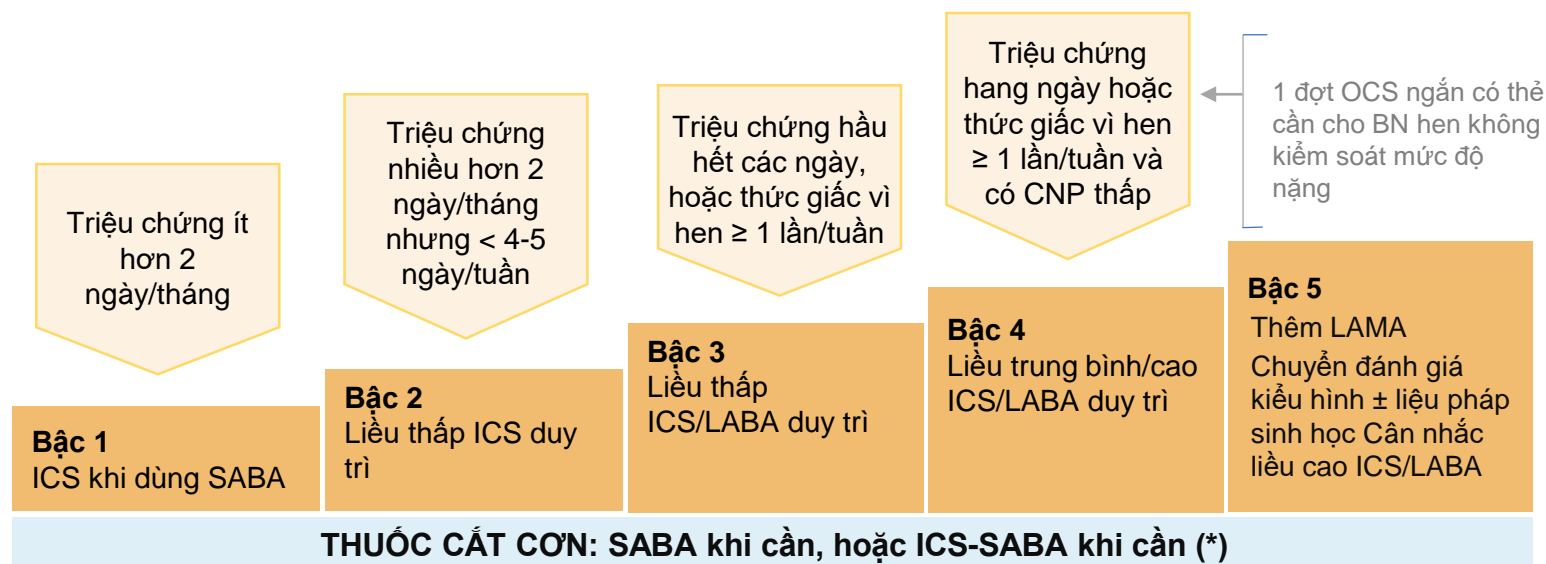 Triệu chứng ít
hơn 2
ngày/tháng
Bậc 1
ICS khi dùng SABA
Triệu chứng
nhiều hơn 2
ngày/tháng
nhưng < 4-5
ngày/tuần
Bậc 2
Liều thấp ICS duy
trì
Triệu chứng hầu
hết các ngày,
hoặc thức giấc vì
hen ≥ 1 lần/tuần
Bậc 3
Liều thấp
ICS/LABA duy trì
Triệu chứng
hang ngày hoặc
thức giấc vì hen
≥ 1 lần/tuần và
có CNP thấp
Bậc 4
Liều trung bình/cao
ICS/LABA duy trì
1 đợt OCS ngắn có thể
cần cho BN hen không
kiểm soát mức độ
nặng
Bậc 5
Thêm LAMA
Chuyển đánh giá
kiểu hình ± liệu pháp
sinh học Cân nhắc
liều cao ICS/LABA
THUỐC CẮT CƠN: SABA khi cần, hoặc ICS-SABA khi cần (*)